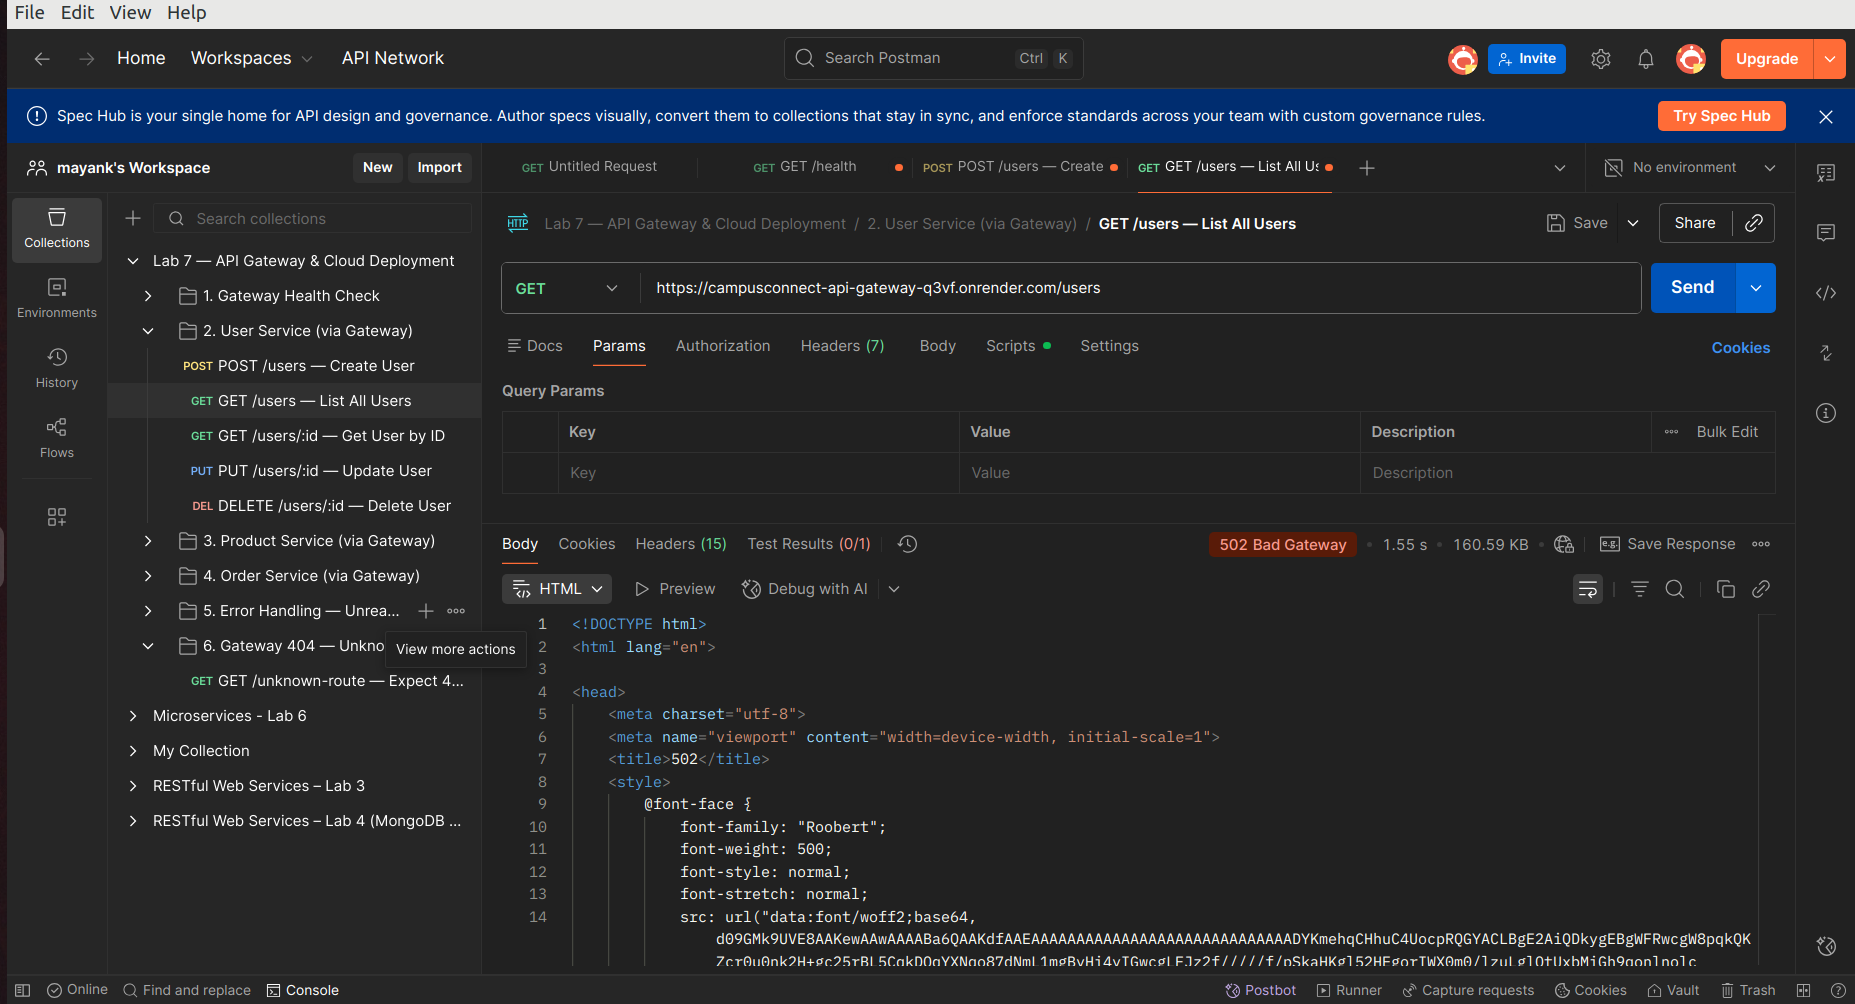 File Edit View Help
Home Workspaces API Network Search Postman Ctrl K Invite Upgrade
Spec Hub is your single home for API design and governance. Author specs visually, convert them to collections that stay in sync, and enforce standards across your team with custom governance rules. Try Spec Hub
mayank's Workspace New Import
GET Untitled Request GET GET /health POST POST /users — Create GET GET /users — List All Us No environment
Collections
Environments
History
Flows
Search collections
Lab 7 — API Gateway & Cloud Deployment
1. Gateway Health Check
2. User Service (via Gateway)
POST POST /users — Create User
GET GET /users — List All Users
GET GET /users/:id — Get User by ID
PUT PUT /users/:id — Update User
DEL DELETE /users/:id — Delete User
3. Product Service (via Gateway)
4. Order Service (via Gateway)
5. Error Handling — Unrea...
6. Gateway 404 — Unkno
View more actions
GET GET /unknown-route — Expect 4...
Microservices - Lab 6
My Collection
RESTful Web Services – Lab 3
RESTful Web Services – Lab 4 (MongoDB ...
HTTP Lab 7 — API Gateway & Cloud Deployment / 2. User Service (via Gateway) / GET /users — List All Users Save Share
GET https://campusconnect-api-gateway-q3vf.onrender.com/users Send
Docs Params Authorization Headers (7) Body Scripts Settings Cookies
Query Params
Key Value Description Bulk Edit
Key Value Description
Body Cookies Headers (15) Test Results (0/1) 502 Bad Gateway 1.55 s 160.59 KB e.g. Save Response
HTML Preview Debug with AI
1 <!DOCTYPE html>
2 <html lang="en">
3
4 <head>
5 <meta charset="utf-8">
6 <meta name="viewport" content="width=device-width, initial-scale=1">
7 <title>502</title>
8 <style>
9 @font-face {
10 font-family: "Roobert";
11 font-weight: 500;
12 font-style: normal;
13 font-stretch: normal;
14 src: url("data:font/woff2;base64,
Online Find and replace Console Postbot Runner Capture requests Cookies Vault Trash